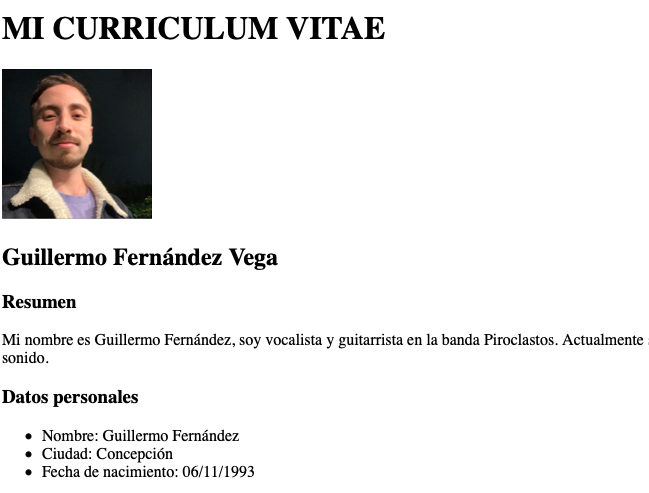 MI CURRICULUM VITAE
Guillermo Fernández Vega
Resumen
Mi nombre es Guillermo Fernández, soy vocalista y guitarrista en la banda Piroclastos. Actualmente
sonido.
Datos personales
Nombre: Guillermo Fernández
Ciudad: Concepción
Fecha de nacimiento: 06/11/1993